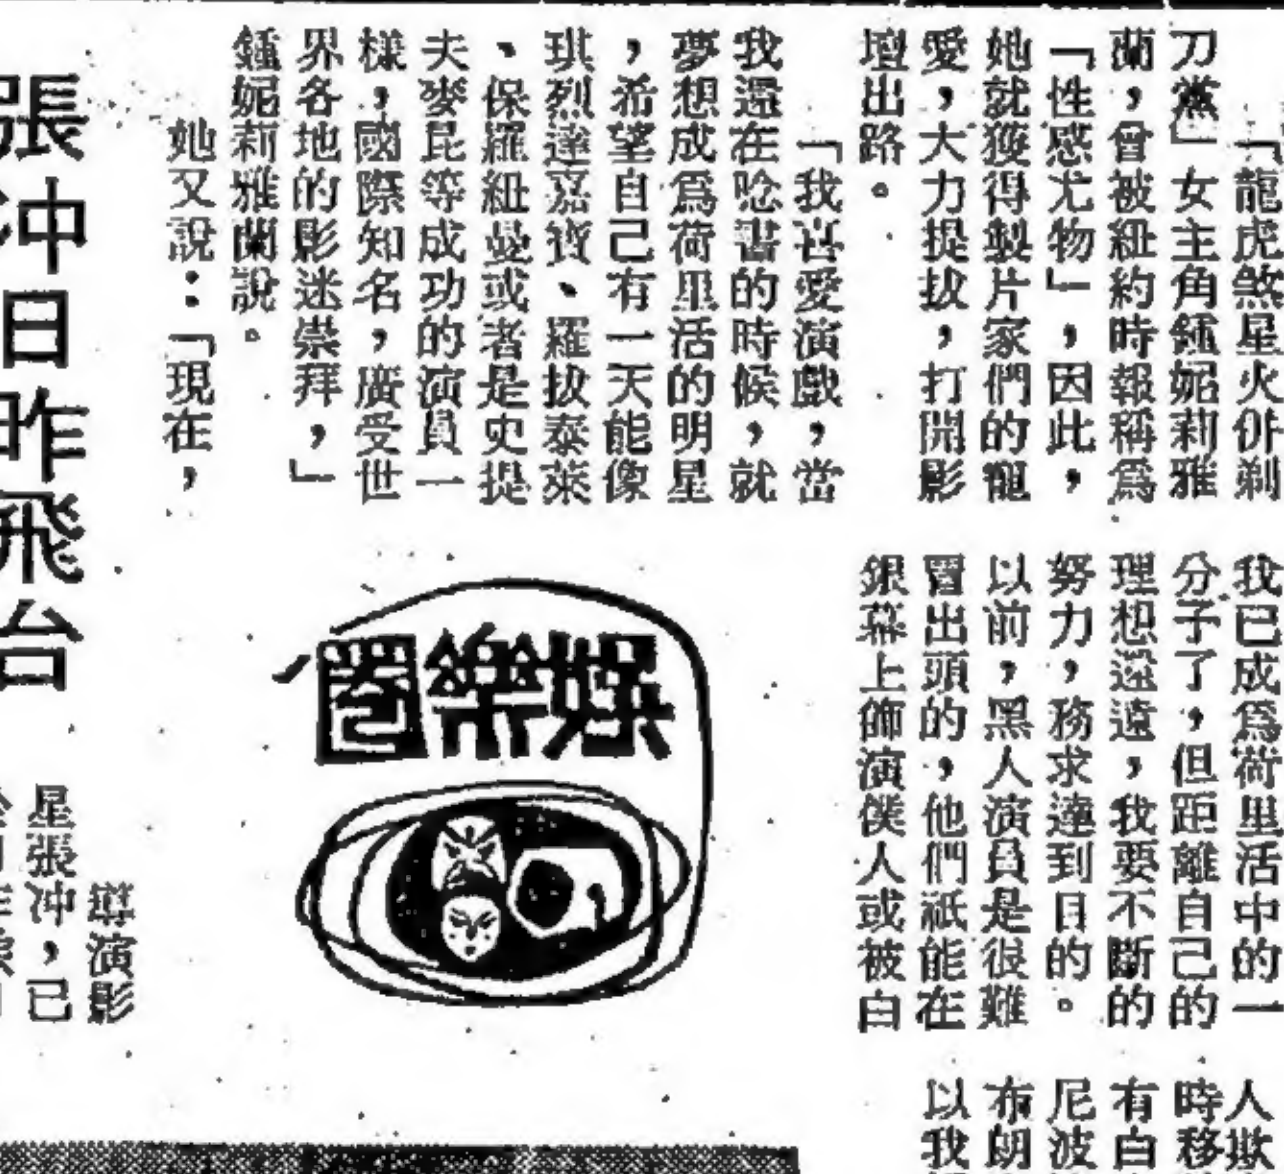 「龍虎煞星火併剃
刀黨」女主角鍾妮莉雅
蘭，曾被紐約時報稱爲
「性感尤物」，因此，
她就獲得製片家們的寵
愛，大力提拔，打開影
壇出路。
「我喜愛演戲，當
我還在唸書的時候，就
夢想成爲荷里活的明星
，希望自己有一天能像
琪烈達嘉寶、羅拔泰萊
、保羅紐曼或者是史提
夫麥昆等成功的演員一
樣，國際知名，廣受世
界各地的影迷崇拜，」
鍾妮莉雅蘭說。
她又說：「現在，
我已成爲荷里活中的一
分子了，但距離自己的
理想還遠，我要不斷的
努力，務求達到目的。
以前，黑人演員是很難
冒出頭的，他們祇能在
銀幕上飾演僕人或被白
人欺
時移
有白
尼波
布朗
以我
娛樂圈
張冲日昨飛台
導演影
星張冲，已